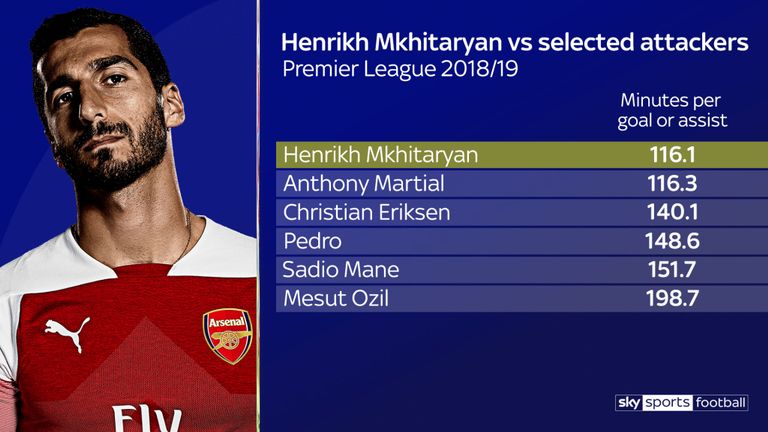 Henrikh Mkhitaryan vs selected attackers
Premier League 2018/19
Minutes per
goal or assist
Henrikh Mkhitaryan 116.1
Anthony Martial 116.3
Christian Eriksen 140.1
Pedro 148.6
Sadio Mane 151.7
Mesut Ozil 198.7
Arsenal
Fly
sky sports football